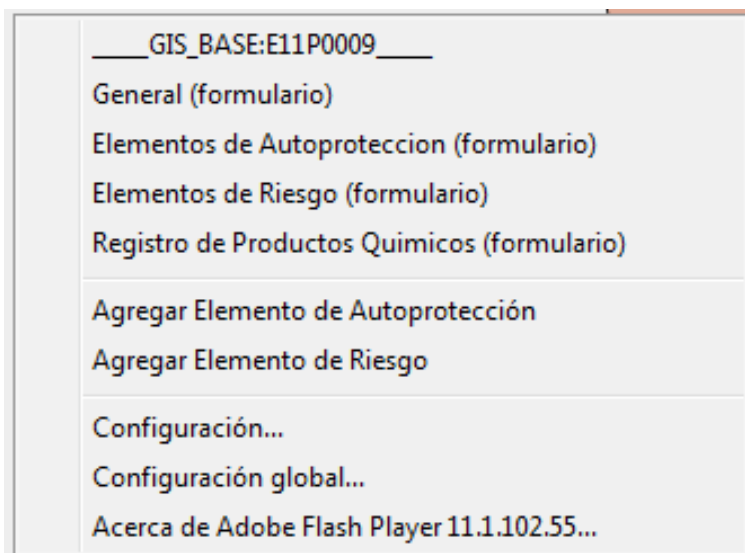 ____GIS_BASE:E11P0009____
General (formulario)
Elementos de Autoproteccion (formulario)
Elementos de Riesgo (formulario)
Registro de Productos Quimicos (formulario)
Agregar Elemento de Autoprotección
Agregar Elemento de Riesgo
Configuración...
Configuración global...
Acerca de Adobe Flash Player 11.1.102.55...